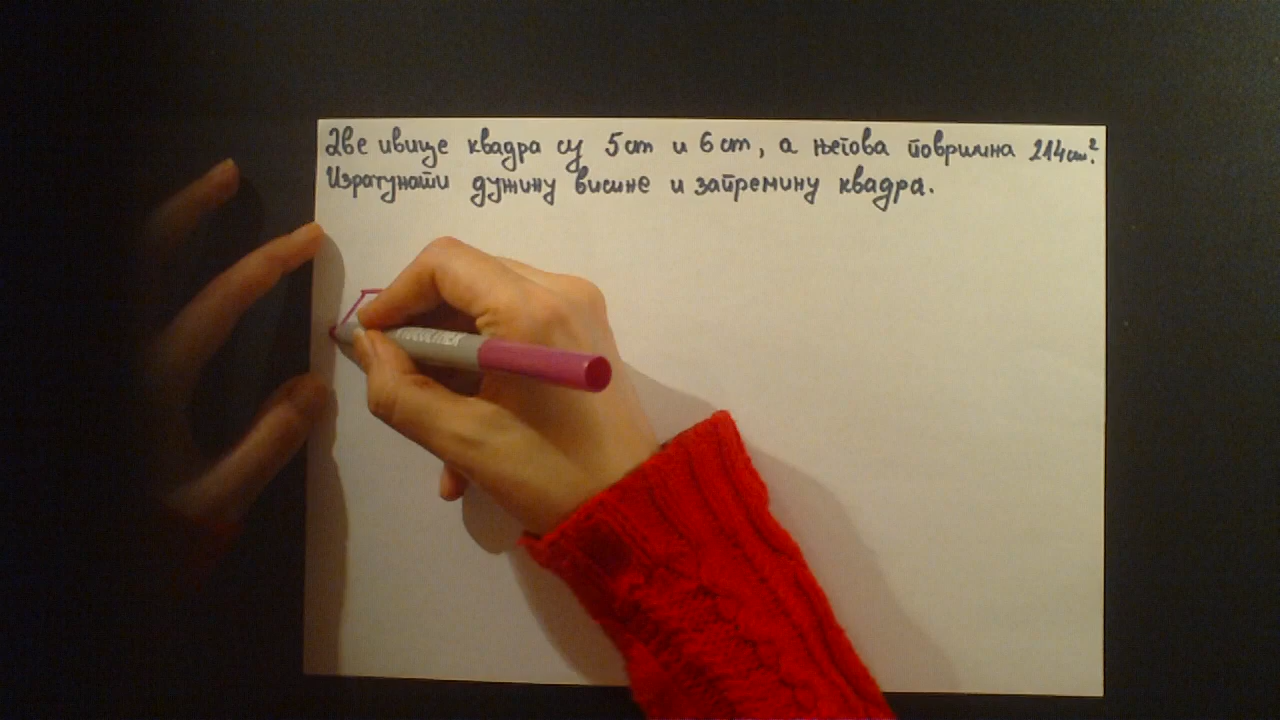 Две ивице квадра су 5cm и 6cm, а његова површина 214cm².
Израчунати дужину висине и запремину квадра.